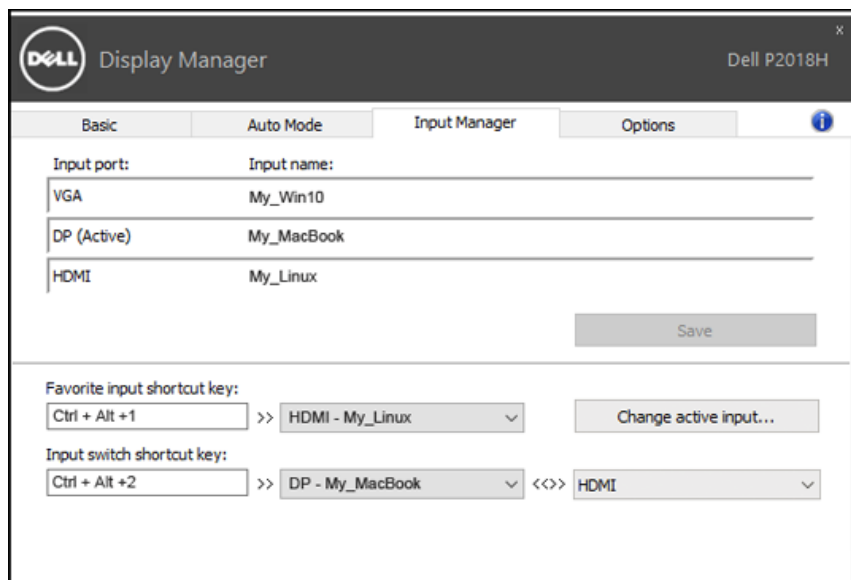 DELL Display Manager
x
Dell P2018H
Basic Auto Mode Input Manager Options i
Input port: Input name:
VGA My_Win10
DP (Active) My_MacBook
HDMI My_Linux
Save
Favorite input shortcut key:
Ctrl + Alt +1 >> HDMI - My_Linux Change active input...
Input switch shortcut key:
Ctrl + Alt +2 >> DP - My_MacBook <<>> HDMI